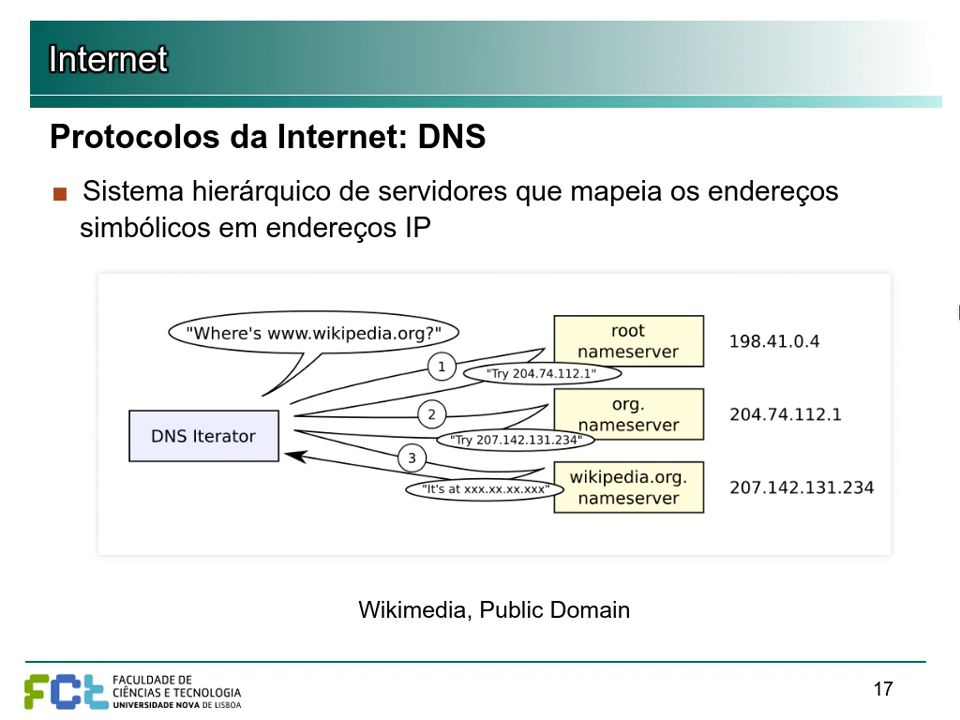 Internet
Protocolos da Internet: DNS
Sistema hierárquico de servidores que mapeia os endereços
simbólicos em endereços IP
"Where's www.wikipedia.org?"
DNS Iterator
1
"Try 204.74.112.1"
root
nameserver
198.41.0.4
2
"Try 207.142.131.234"
org.
nameserver
204.74.112.1
3
"It's at xxx.xx.xx.xxx"
wikipedia.org.
nameserver
207.142.131.234
Wikimedia, Public Domain
FCt
FACULDADE DE
CIÊNCIAS E TECNOLOGIA
UNIVERSIDADE NOVA DE LISBOA
17